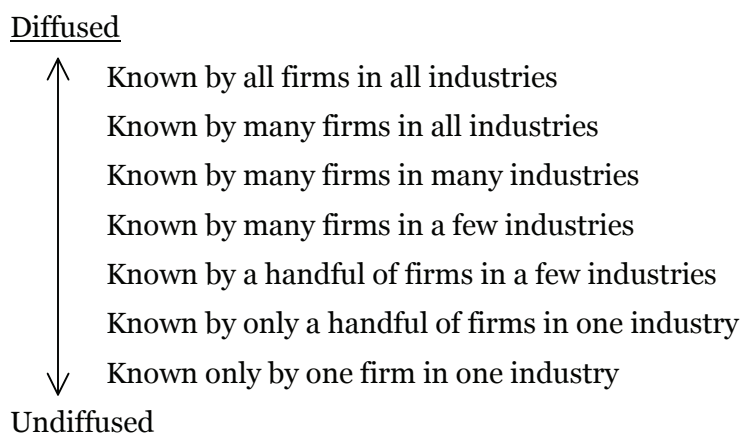 Diffused
Known by all firms in all industries
Known by many firms in all industries
Known by many firms in many industries
Known by many firms in a few industries
Known by a handful of firms in a few industries
Known by only a handful of firms in one industry
Known only by one firm in one industry
Undiffused